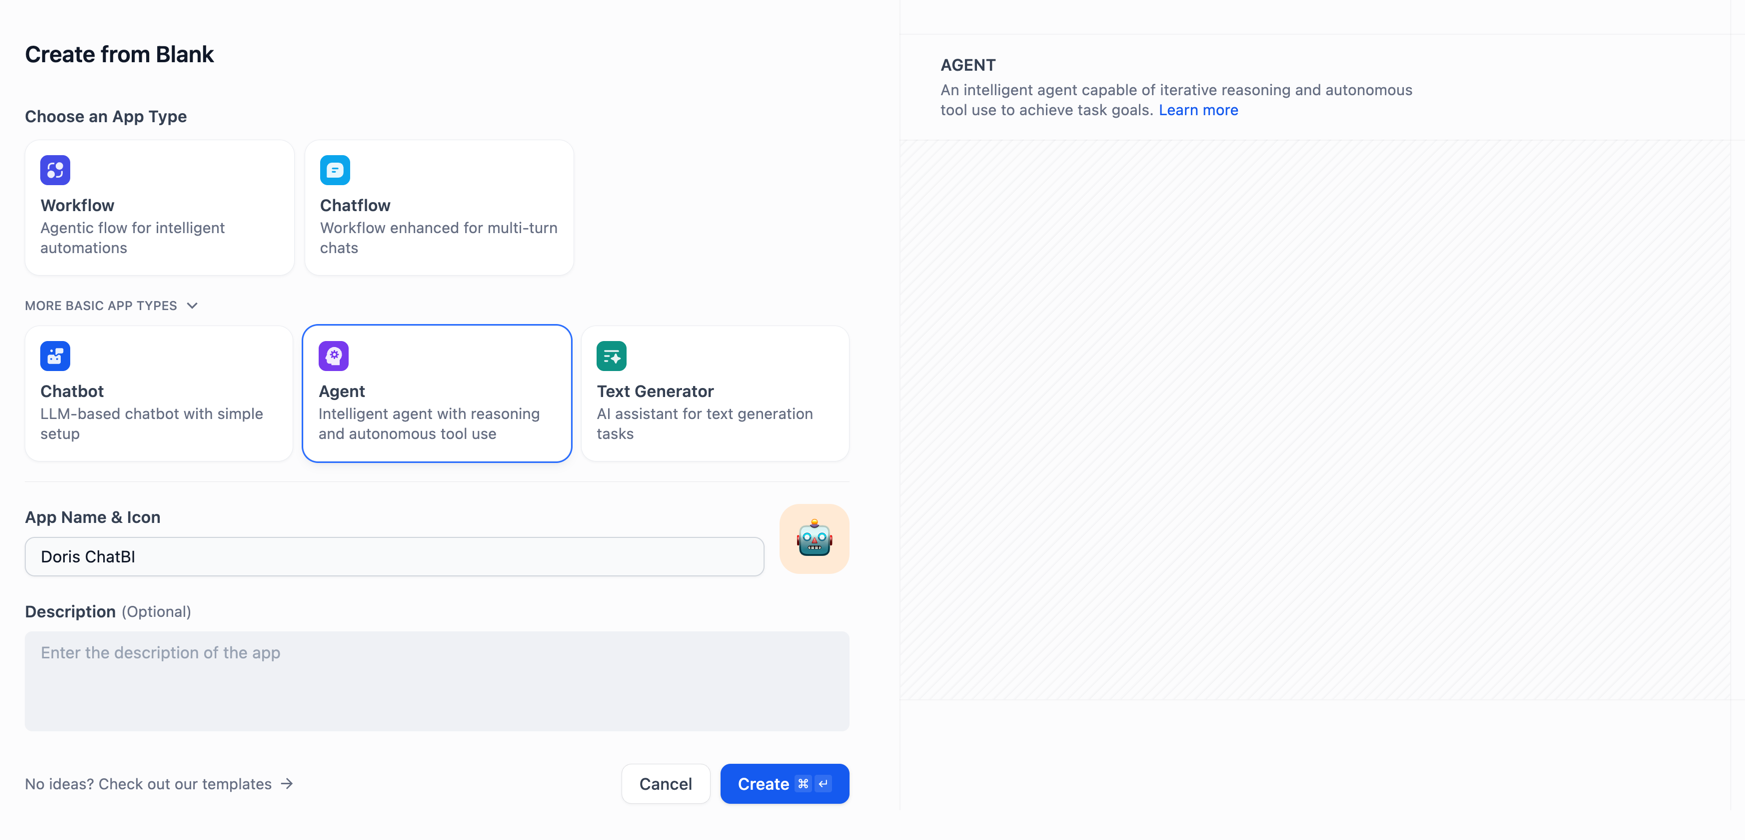 Create from Blank
Choose an App Type
Workflow
Agentic flow for intelligent
automations
Chatflow
Workflow enhanced for multi-turn
chats
MORE BASIC APP TYPES
Chatbot
LLM-based chatbot with simple
setup
Agent
Intelligent agent with reasoning
and autonomous tool use
Text Generator
AI assistant for text generation
tasks
App Name & Icon
Doris ChatBI
Description (Optional)
Enter the description of the app
No ideas? Check out our templates →
Cancel
Create ⌘ ↵
AGENT
An intelligent agent capable of iterative reasoning and autonomous
tool use to achieve task goals. Learn more